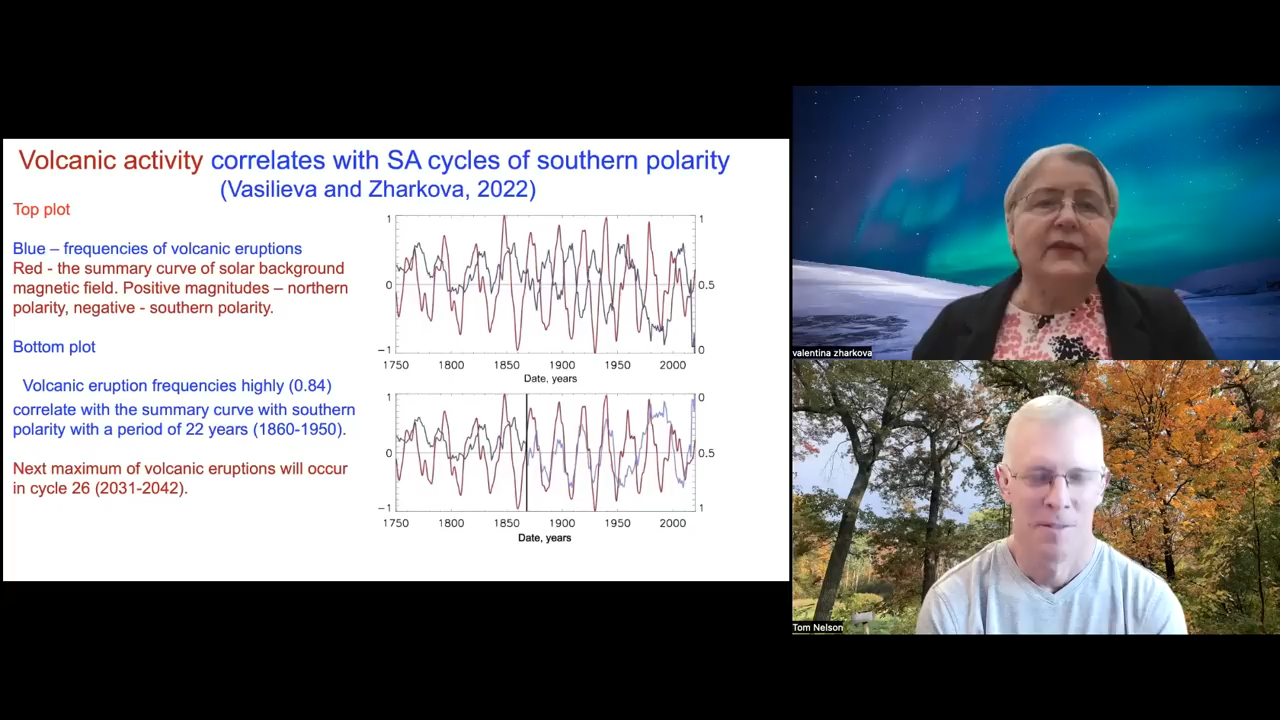 Volcanic activity correlates with SA cycles of southern polarity
(Vasilieva and Zharkova, 2022)
Top plot
Blue – frequencies of volcanic eruptions
Red - the summary curve of solar background
magnetic field. Positive magnitudes – northern
polarity, negative - southern polarity.
Bottom plot
Volcanic eruption frequencies highly (0.84)
correlate with the summary curve with southern
polarity with a period of 22 years (1860-1950).
Next maximum of volcanic eruptions will occur
in cycle 26 (2031-2042).
1 1
0 0.5
−1 0
1750 1800 1850 1900 1950 2000
Date, years
1 0
0 0.5
−1 1
1750 1800 1850 1900 1950 2000
Date, years
valentina zharkova
Tom Nelson